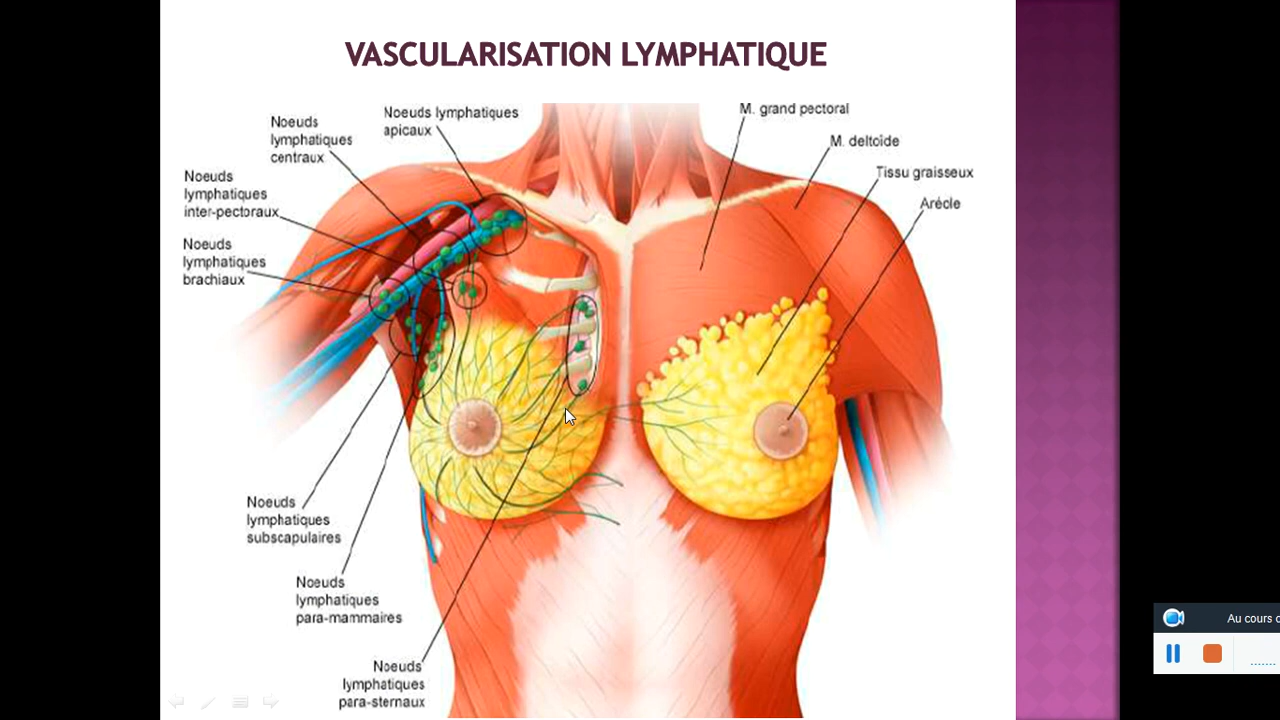 VASCULARISATION LYMPHATIQUE
Noeuds lymphatiques
apicaux
M. grand pectoral
Noeuds
lymphatiques
centraux
M. deltoïde
Tissu graisseux
Noeuds
lymphatiques
inter-pectoraux
Arécle
Noeuds
lymphatiques
brachiaux
Noeuds
lymphatiques
subscapulaires
Noeuds
lymphatiques
para-mammaires
Noeuds
lymphatiques
para-sternaux
Au cours